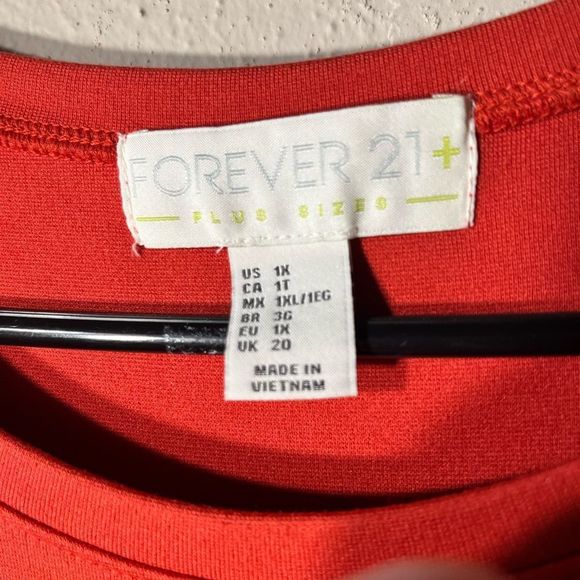 FOREVER 21+
PLUS SIZES
US 1X
CA 1T
MX 1XL/1EG
BR 3G
EU 1X
UK 20
MADE IN
VIETNAM